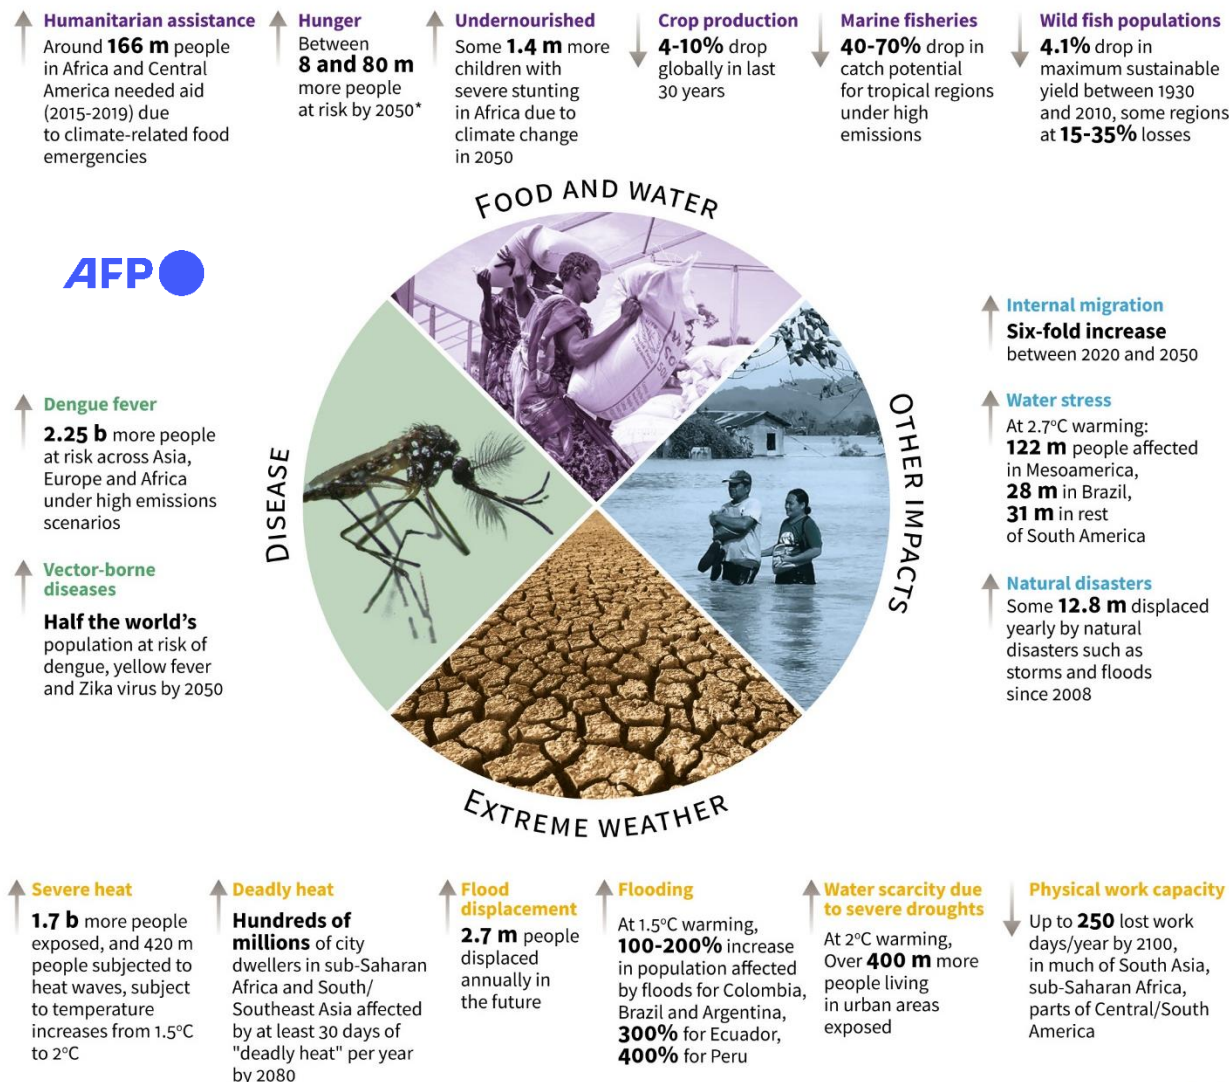 Humanitarian assistance
Around 166 m people
in Africa and Central
America needed aid
(2015-2019) due
to climate-related food
emergencies
Hunger
Between
8 and 80 m
more people
at risk by 2050*
Undernourished
Some 1.4 m more
children with
severe stunting
in Africa due to
climate change
in 2050
Crop production
4-10% drop
globally in last
30 years
Marine fisheries
40-70% drop in
catch potential
for tropical regions
under high
emissions
Wild fish populations
4.1% drop in
maximum sustainable
yield between 1930
and 2010, some regions
at 15-35% losses
FOOD AND WATER
AFP
Internal migration
Six-fold increase
between 2020 and 2050
Dengue fever
2.25 b more people
at risk across Asia,
Europe and Africa
under high emissions
scenarios
Vector-borne
diseases
Half the world's
population at risk of
dengue, yellow fever
and Zika virus by 2050
DISEASE
OTHER IMPACTS
Water stress
At 2.7°C warming:
122 m people affected
in Mesoamerica,
28 m in Brazil,
31 m in rest
of South America
Natural disasters
Some 12.8 m displaced
yearly by natural
disasters such as
storms and floods
since 2008
EXTREME WEATHER
Severe heat
1.7 b more people
exposed, and 420 m
people subjected to
heat waves, subject
to temperature
increases from 1.5°C
to 2°C
Deadly heat
Hundreds of
millions of city
dwellers in sub-Saharan
Africa and South/
Southeast Asia affected
by at least 30 days of
"deadly heat" per year
by 2080
Flood
displacement
2.7 m people
displaced
annually in
the future
Flooding
At 1.5°C warming,
100-200% increase
in population affected
by floods for Colombia,
Brazil and Argentina,
300% for Ecuador,
400% for Peru
Water scarcity due
to severe droughts
At 2°C warming,
Over 400 m more
people living
in urban areas
exposed
Physical work capacity
Up to 250 lost work
days/year by 2100,
in much of South Asia,
sub-Saharan Africa,
parts of Central/South
America